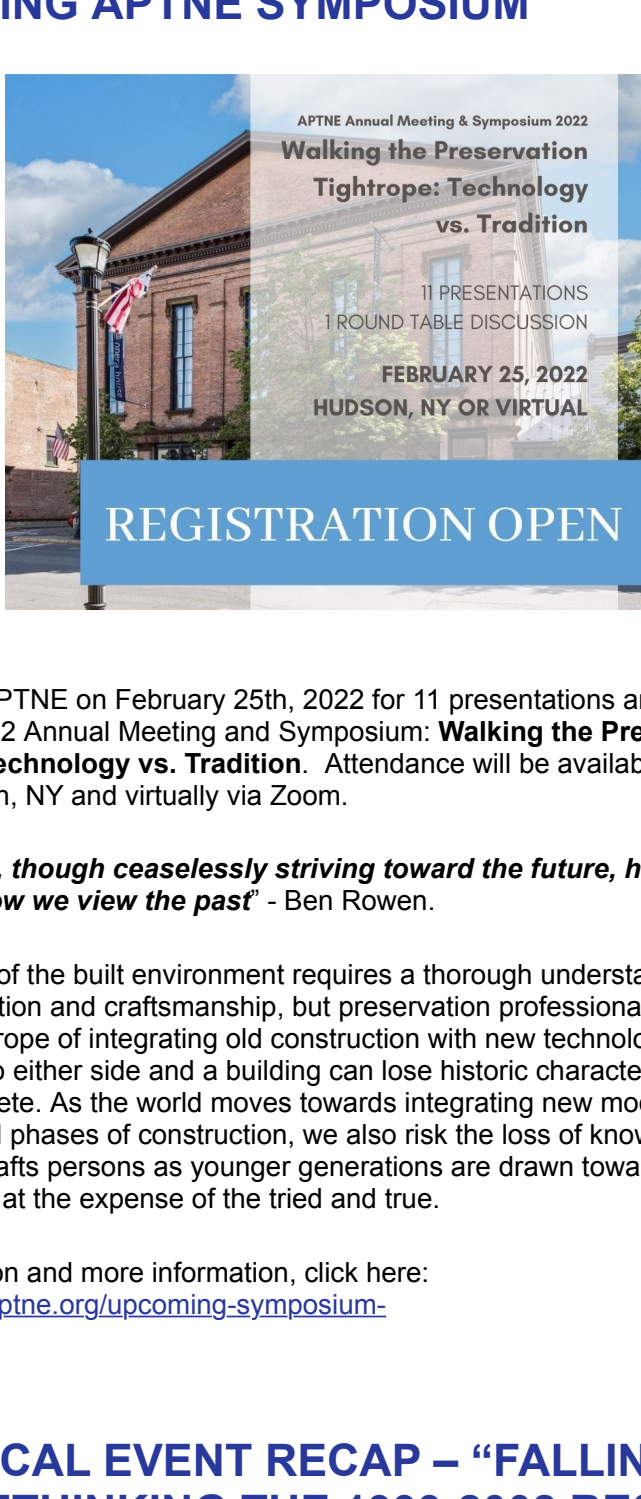 ING APTNE SYMPOSIUM
APTNE Annual Meeting & Symposium 2022
Walking the Preservation
Tightrope: Technology
vs. Tradition
11 PRESENTATIONS
1 ROUND TABLE DISCUSSION
FEBRUARY 25, 2022
HUDSON, NY OR VIRTUAL
opera house
REGISTRATION OPEN
PTNE on February 25th, 2022 for 11 presentations a
2 Annual Meeting and Symposium: Walking the Pre
echnology vs. Tradition.  Attendance will be availab
n, NY and virtually via Zoom.
, though ceaselessly striving toward the future, h
ow we view the past” - Ben Rowen.
of the built environment requires a thorough understa
tion and craftsmanship, but preservation professiona
rope of integrating old construction with new technolo
o either side and a building can lose historic characte
ete. As the world moves towards integrating new mo
l phases of construction, we also risk the loss of know
afts persons as younger generations are drawn towa
at the expense of the tried and true.
on and more information, click here:
ptne.org/upcoming-symposium-
CAL EVENT RECAP – “FALLIN